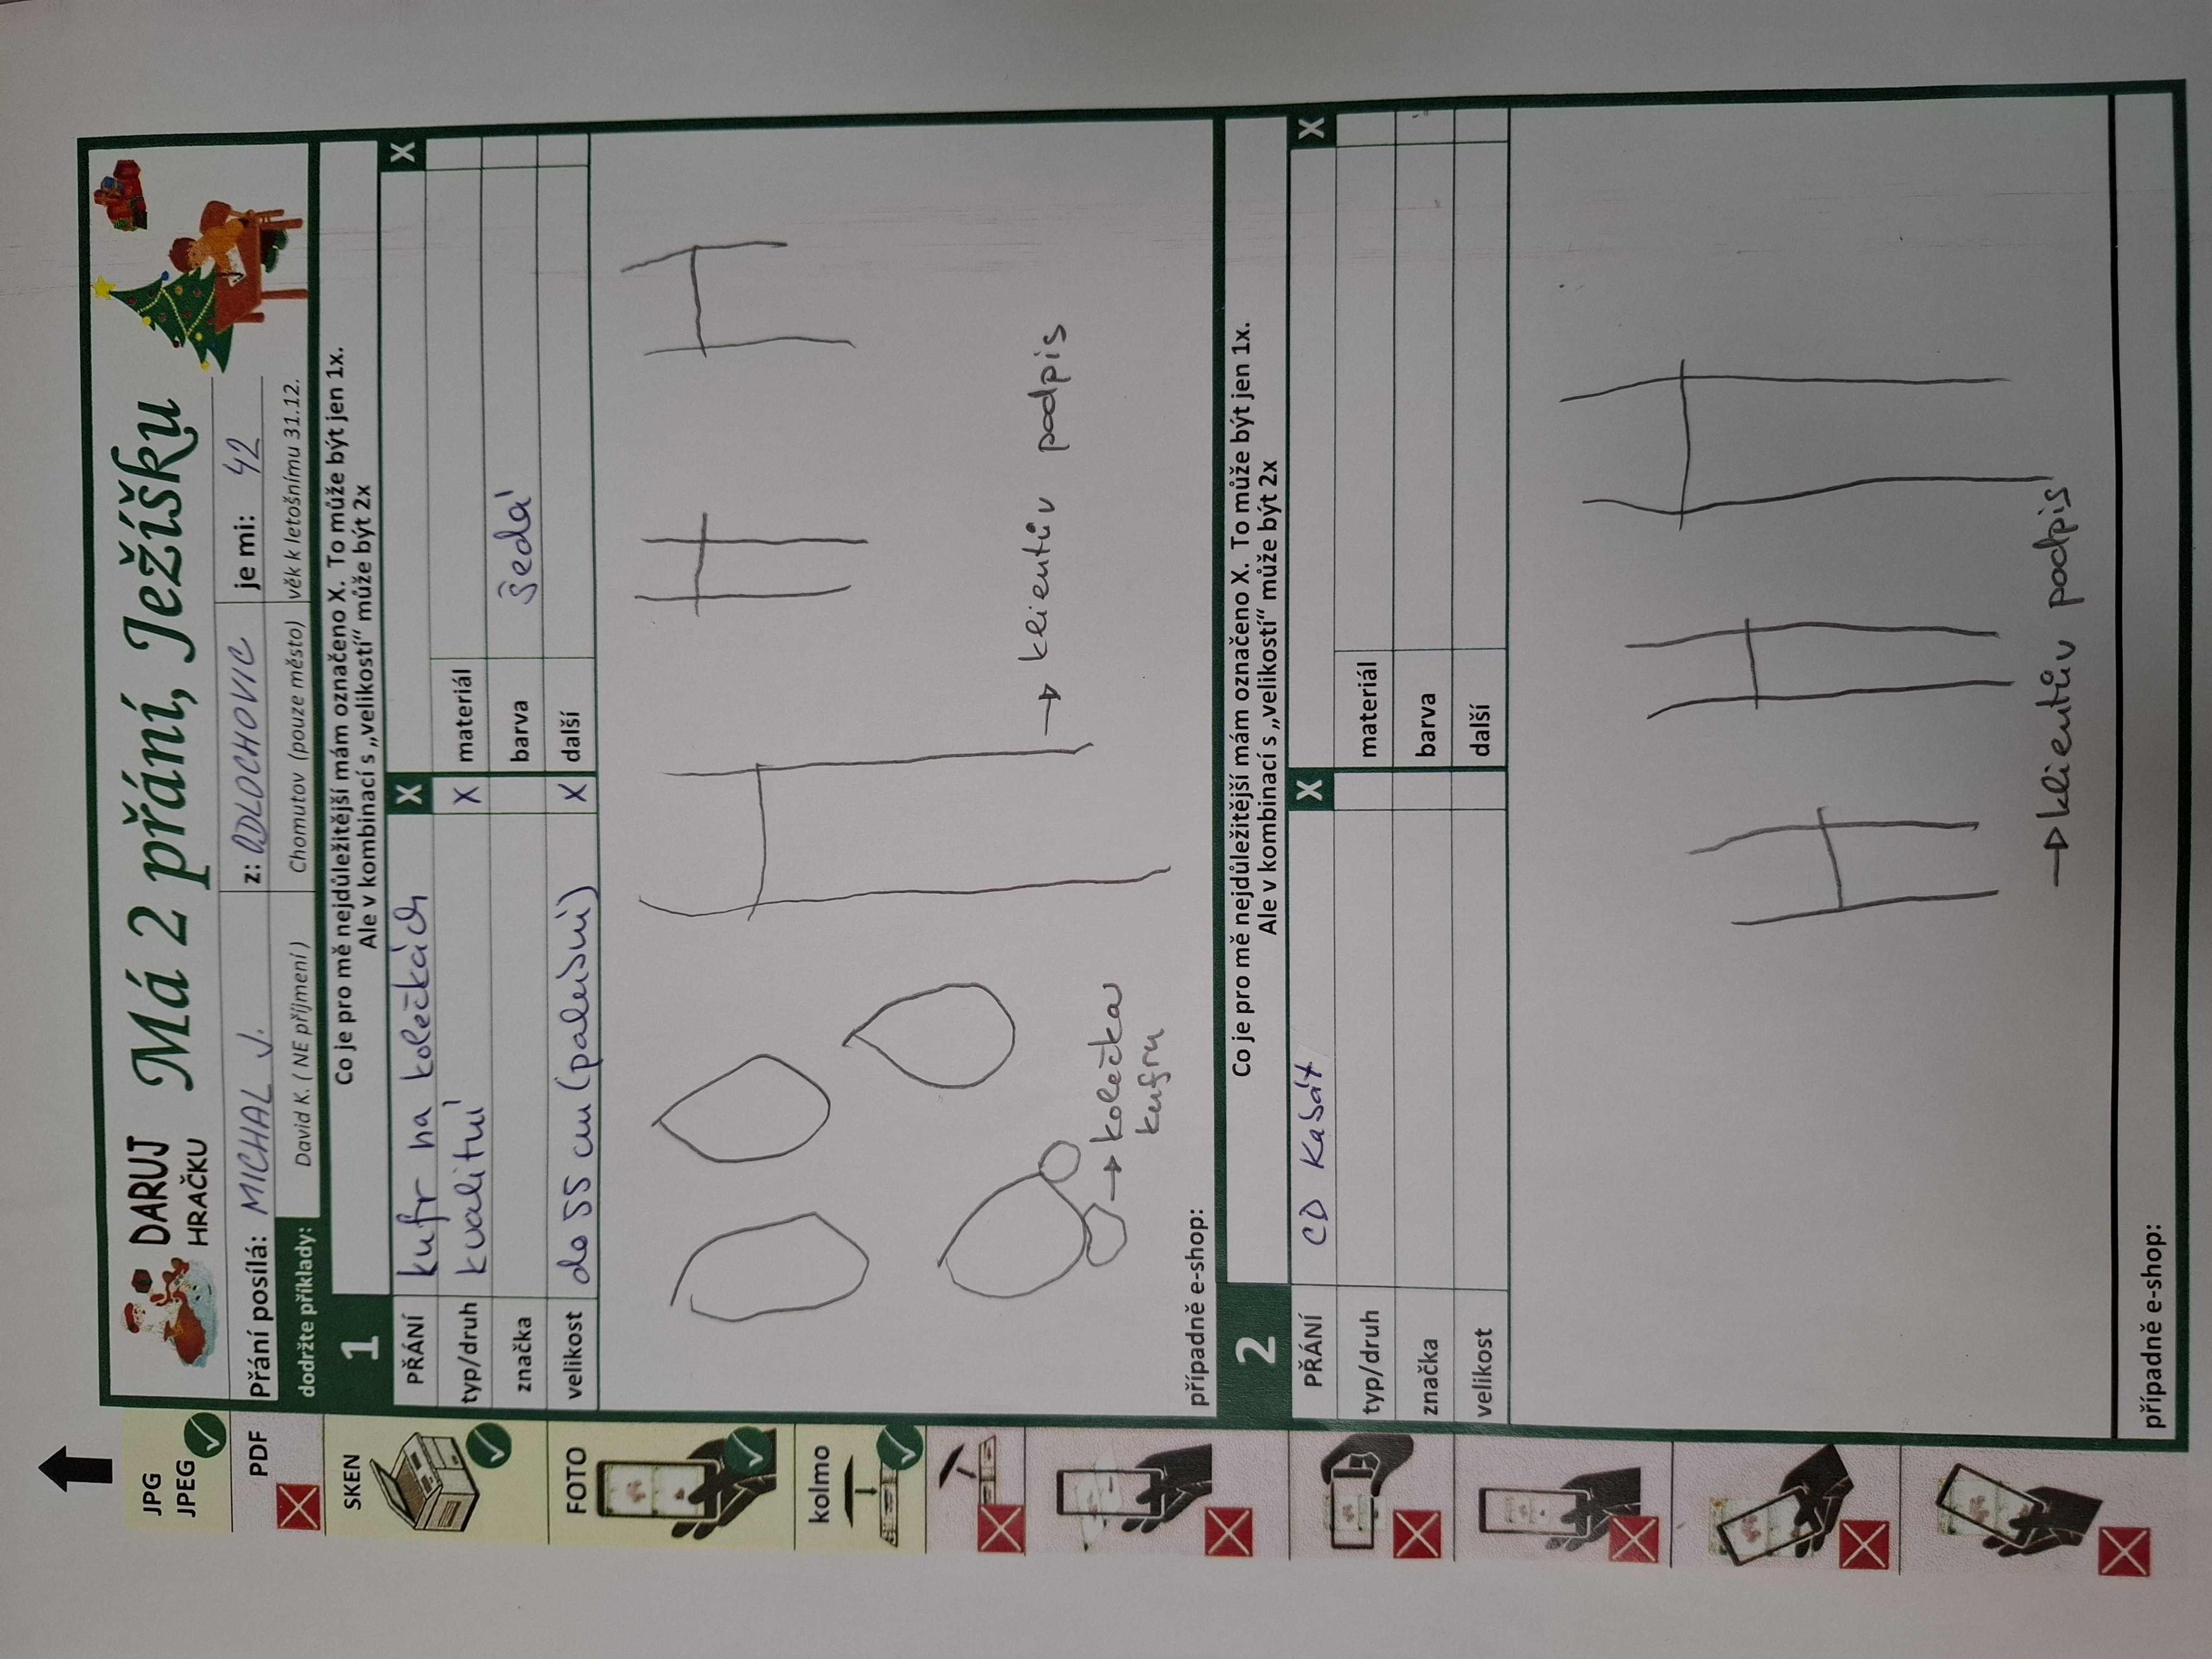 JPG
JPEG
PDF
SKEN
FOTO
kolmo
DARUJ
HRAČKU
Má 2 přání, Ježíšku
Přání posílá: MICHAL J. z: ODLOCHOVIC je mi: 42
dodržte příklady: David K. ( NE příjmení ) Chomutov (pouze město) věk k letošnímu 31.12.
1 Co je pro mě nejdůležitější mám označeno X. To může být jen 1x.
Ale v kombinací s „velikostí“ může být 2x
PŘÁNÍ kufr na kolečkách X X
typ/druh kvalitní X materiál
značka barva šedá
velikost do 55 cm (palubní) X další
→ kolečka
kufru
→ klientův podpis
případně e-shop:
2 Co je pro mě nejdůležitější mám označeno X. To může být jen 1x.
Ale v kombinací s „velikostí“ může být 2x
PŘÁNÍ CD Kabát X X
typ/druh materiál
značka barva
velikost další
→ klientův podpis
případně e-shop: